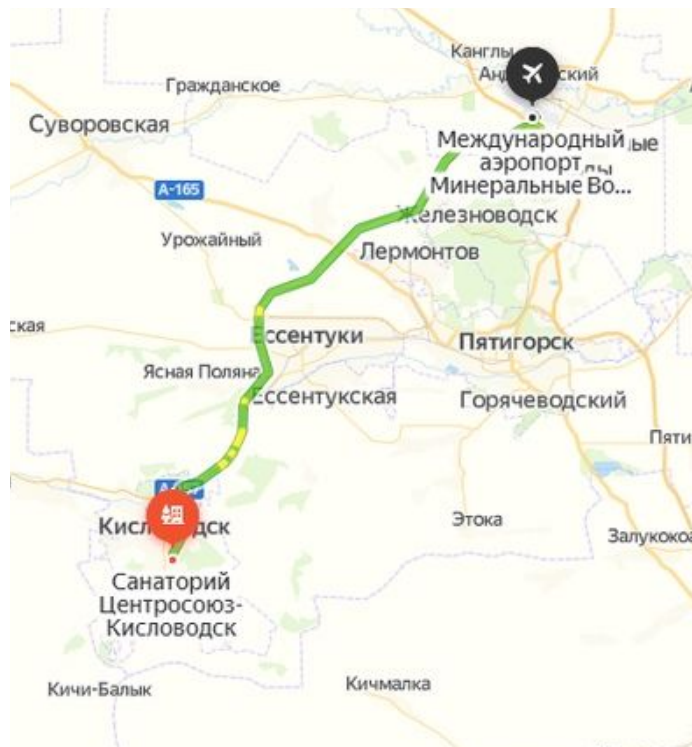 Канглы
Гражданское
Суворовская
Международный
аэропорт
Минеральные Во...
А-165
Железноводск
Урожайный
Лермонтов
Ессентуки
Пятигорск
Ясная Поляна
Ессентукская
Горячеводский
Этока
Санаторий
Центросоюз-
Кисловодск
Кичи-Балык
Кичмалка